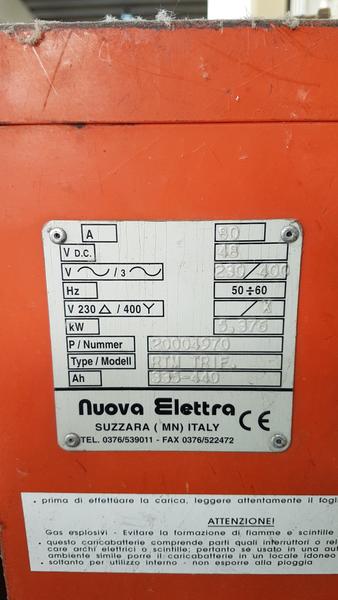 A 80
V D.C. 48
V / 3 230/400
Hz 50÷60
V 230 △ / 400 Y / X
kW 5,376
P/Nummer 20004970
Type/Modell RTN TRIF.
Ah 335-440
nuova Elettra CE
SUZZARA (MN) ITALY
TEL. 0376/539011 - FAX 0376/522472
• prima di effettuare la carica, leggere attentamente il fogl
ATTENZIONE!
Gas esplosivi - Evitare la formazione di fiamme e scintille
• questo caricabatterie comprende parti quali interruttori o rel
care archi elettrici o scintille; pertanto se usato in una aut
ambiente simile porre il caricabatterie in un locale idoneo
• soltanto per utilizzo interno - non esporre alla pioggia